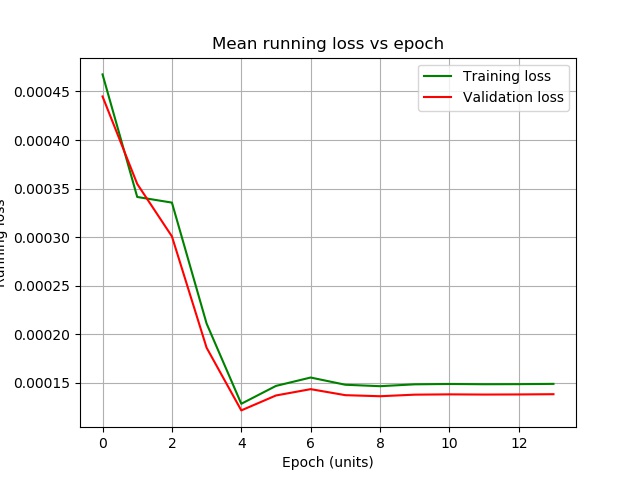 Mean running loss vs epoch
Training loss
Validation loss
0.00045
0.00040
0.00035
0.00030
0.00025
0.00020
0.00015
Running loss
0 2 4 6 8 10 12
Epoch (units)